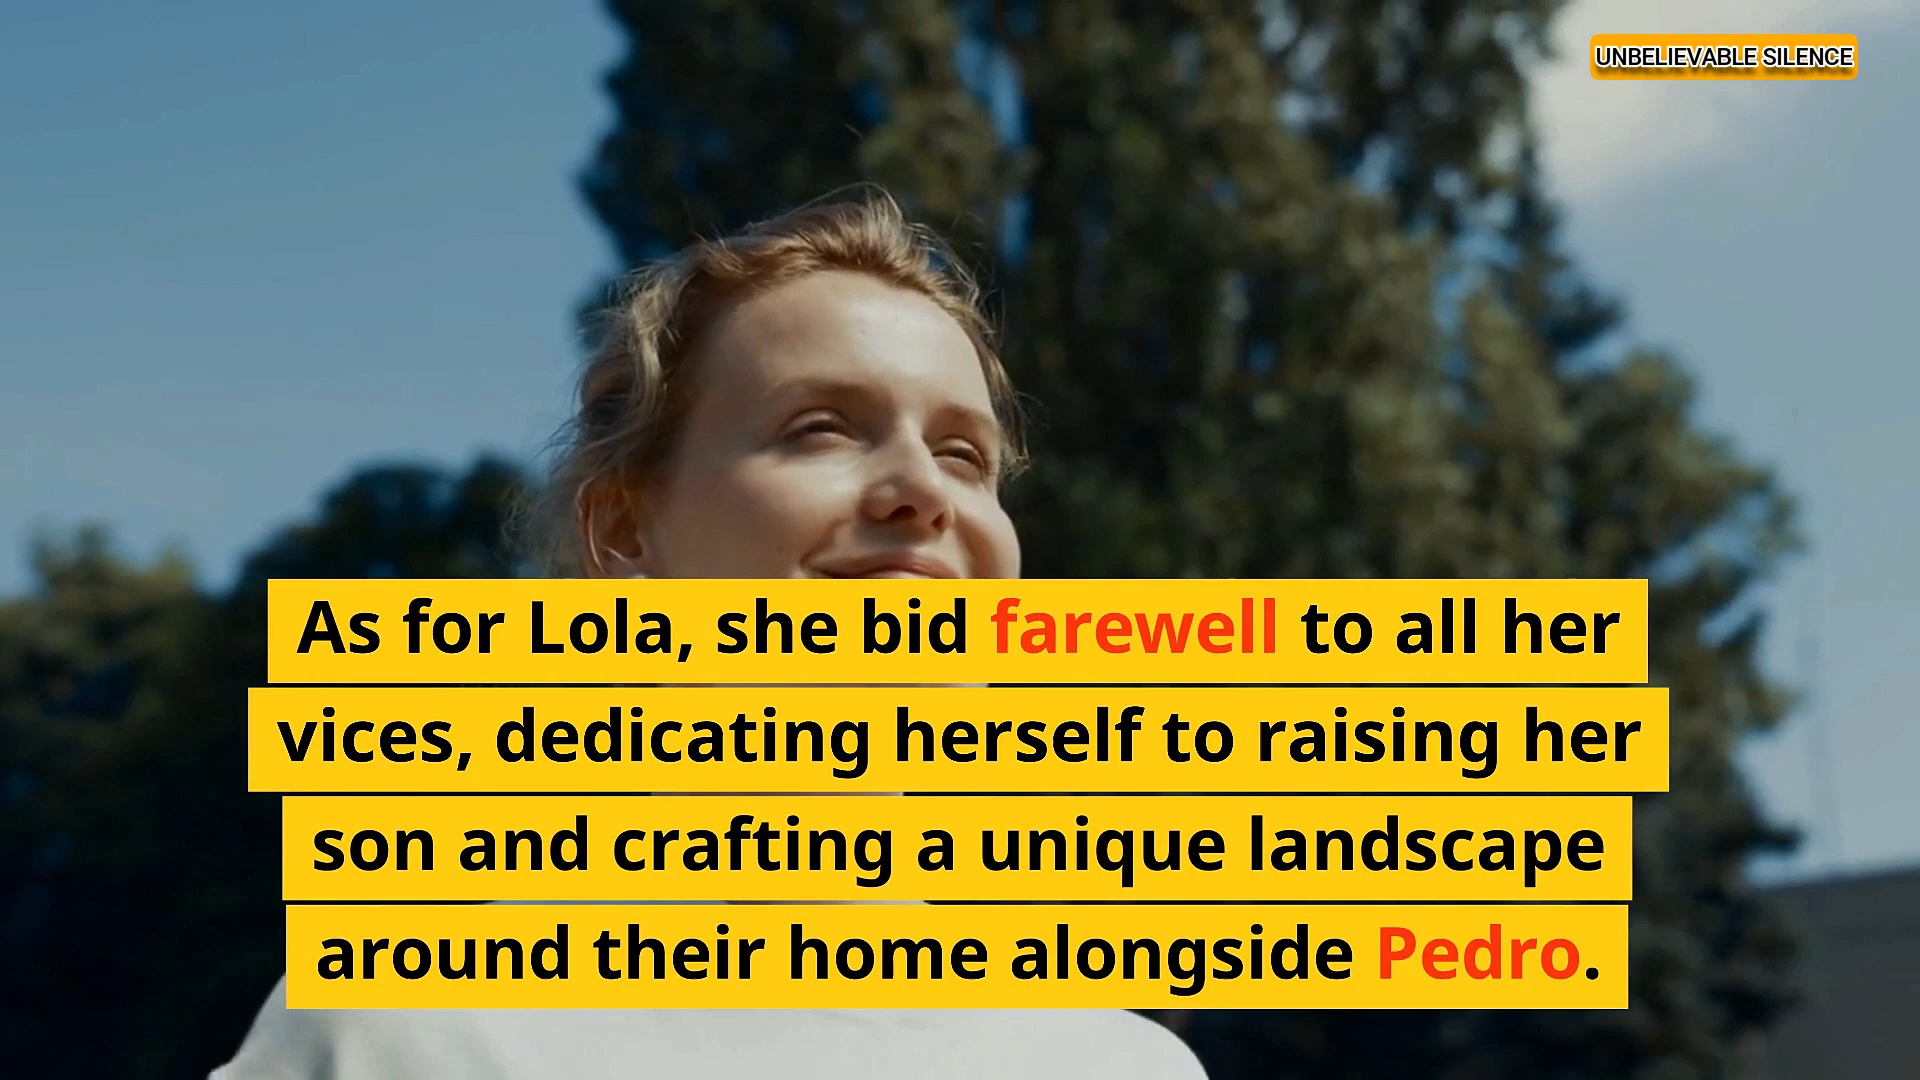 UNBELIEVABLE SILENCE
As for Lola, she bid farewell to all her
vices, dedicating herself to raising her
son and crafting a unique landscape
around their home alongside Pedro.